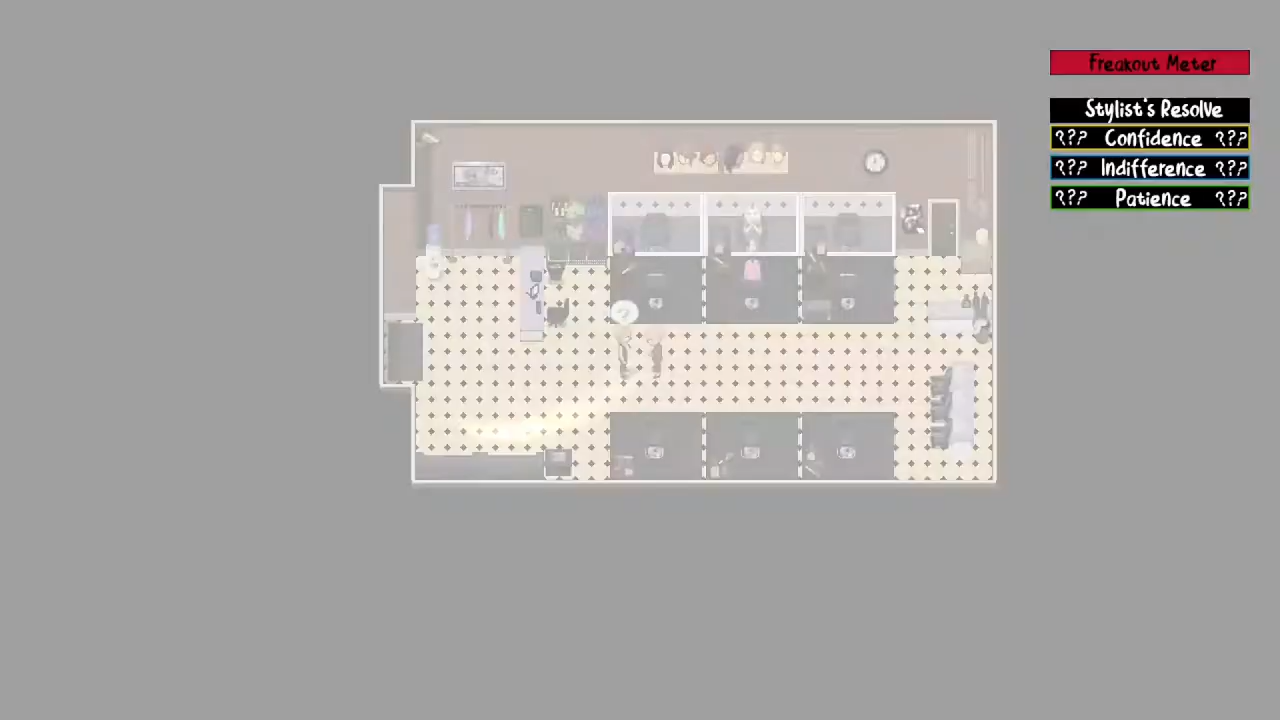 Freakout Meter
Stylist's Resolve
??? Confidence ???
??? Indifference ???
??? Patience ???